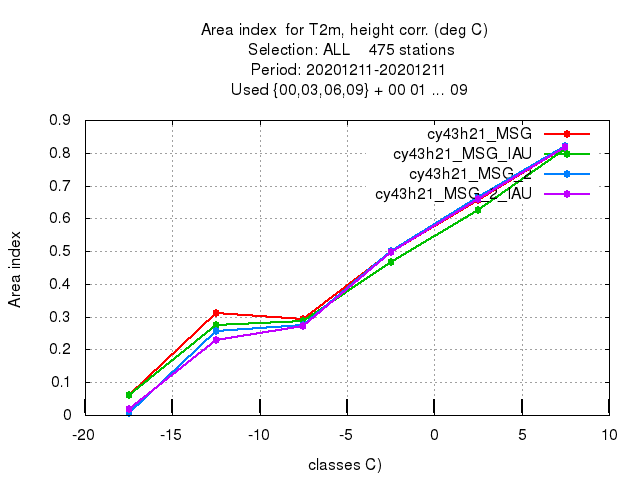 Area index  for T2m, height corr. (deg C)
Selection: ALL    475 stations
Period: 20201211-20201211
Used {00,03,06,09} + 00 01 ... 09
cy43h21_MSG
cy43h21_MSG_IAU
cy43h21_MSG_2
cy43h21_MSG_2_IAU
Area index
0.9
0.8
0.7
0.6
0.5
0.4
0.3
0.2
0.1
0
-20 -15 -10 -5 0 5 10
classes C)